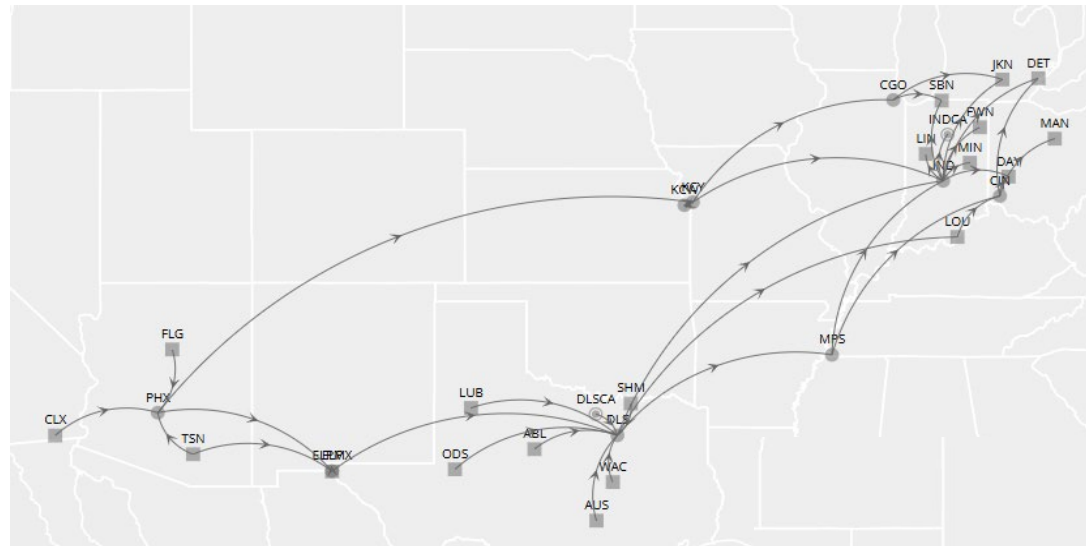 JKN
DET
CGO
SBN
INDCA
FWN
MAN
LIN
MIN
IND
DAY
CIN
KCY
LOU
FLG
MPS
PHX
LUB
DLSCA
SHM
CLX
DLS
TSN
ABL
ODS
WAC
AUS